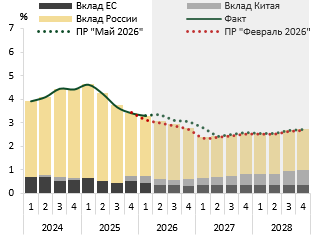 Вклад ЕС
Вклад Китая
Вклад России
Факт
ПР "Май 2026"
ПР "Февраль 2026"
%
7
6
5
4
3
2
1
0
1 2 3 4 1 2 3 4 1 2 3 4 1 2 3 4 1 2 3 4
2024 2025 2026 2027 2028